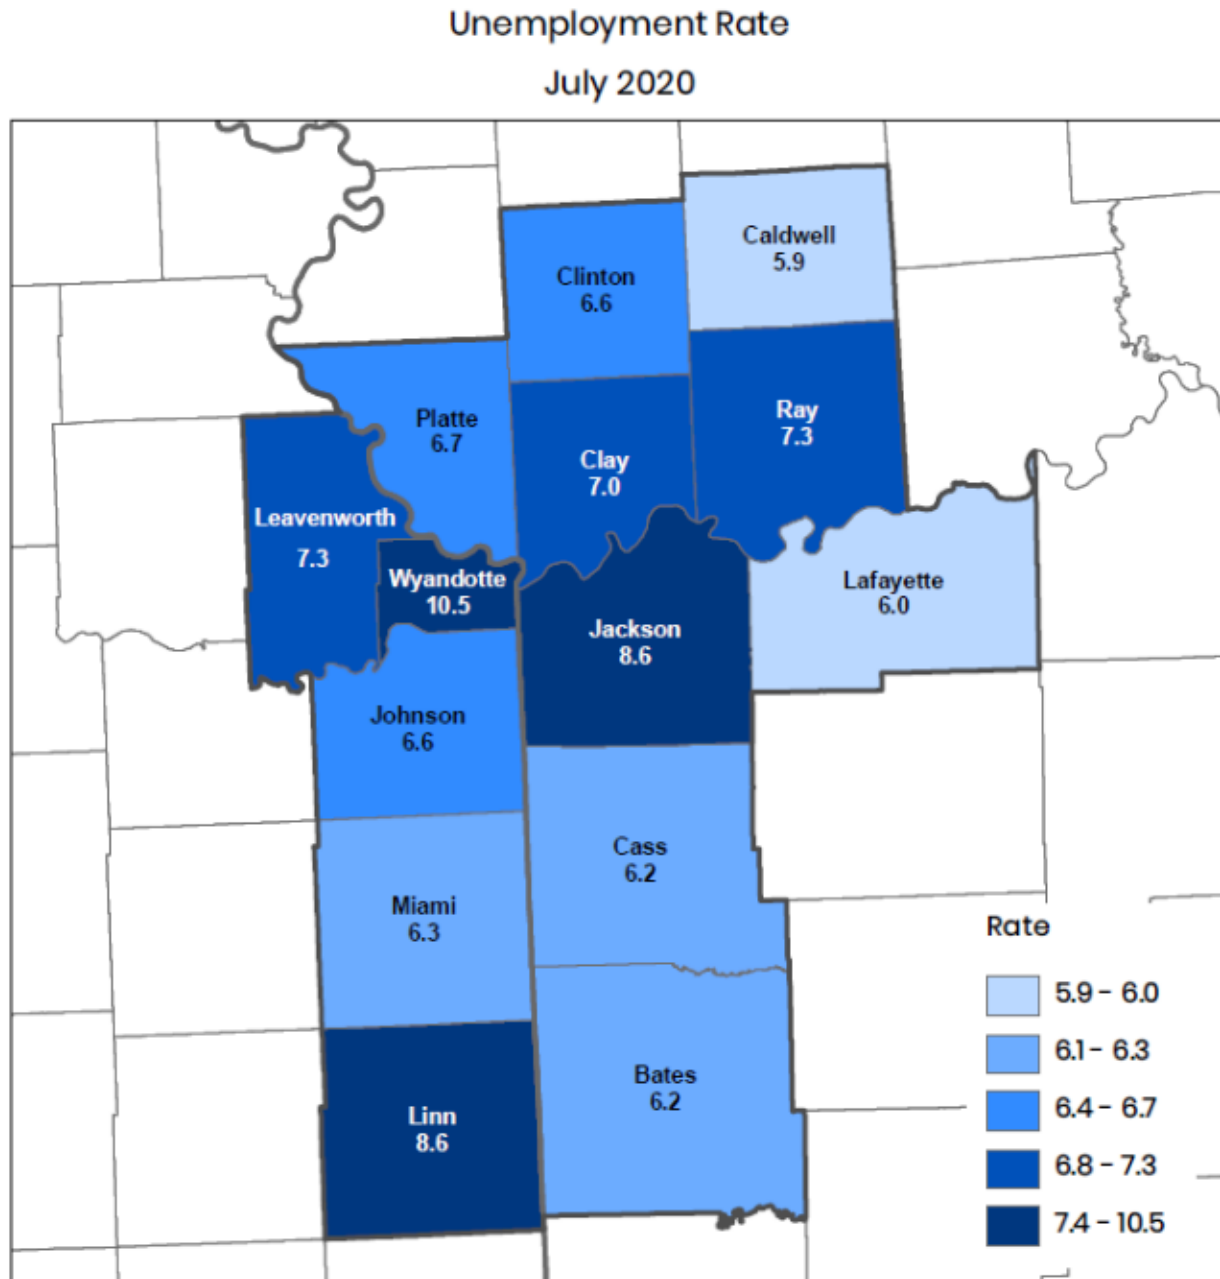 Unemployment Rate
July 2020
Caldwell
5.9
Clinton
6.6
Platte
6.7
Ray
7.3
Clay
7.0
Leavenworth
7.3
Wyandotte
10.5
Lafayette
6.0
Jackson
8.6
Johnson
6.6
Cass
6.2
Miami
6.3
Bates
6.2
Linn
8.6
Rate
5.9 - 6.0
6.1 - 6.3
6.4 - 6.7
6.8 - 7.3
7.4 - 10.5